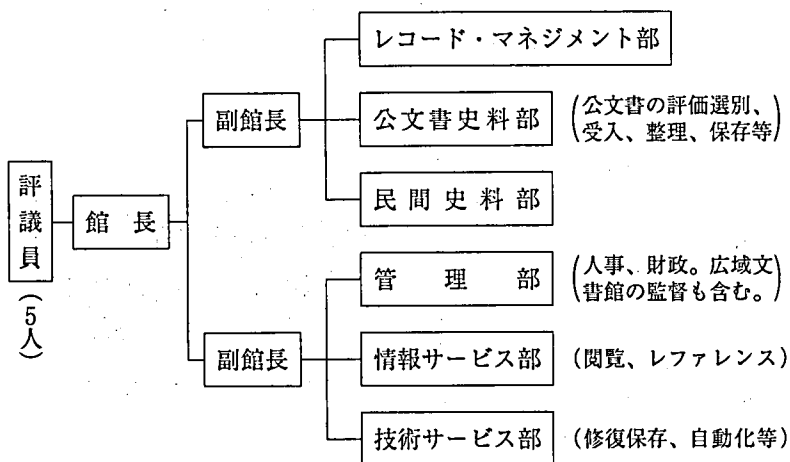 評議員
(5人)
館長
副館長
レコード・マネジメント部
公文書史料部
(公文書の評価選別、
受入、整理、保存等)
民間史料部
副館長
管理部
(人事、財政。広域文
書館の監督も含む。)
情報サービス部
(閲覧、レファレンス)
技術サービス部
(修復保存、自動化等)